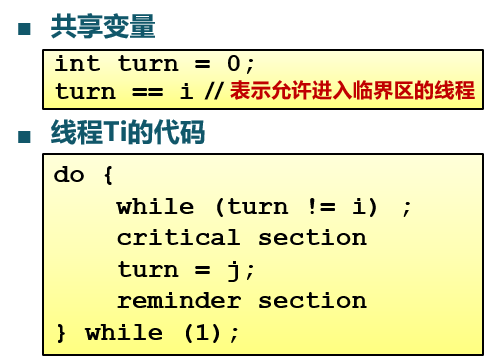 ■ 共享变量
int turn = 0;
turn == i // 表示允许进入临界区的线程
■ 线程Ti的代码
do {
while (turn != i) ;
critical section
turn = j;
reminder section
} while (1);